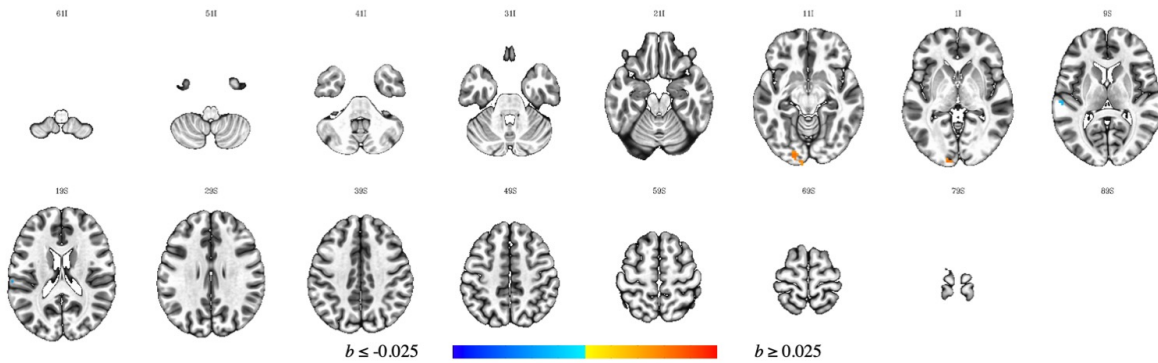 61I 51I 41I 31I 21I 11I 1I 9S
19S 29S 39S 49S 59S 69S 79S 89S
b ≤ -0.025 b ≥ 0.025